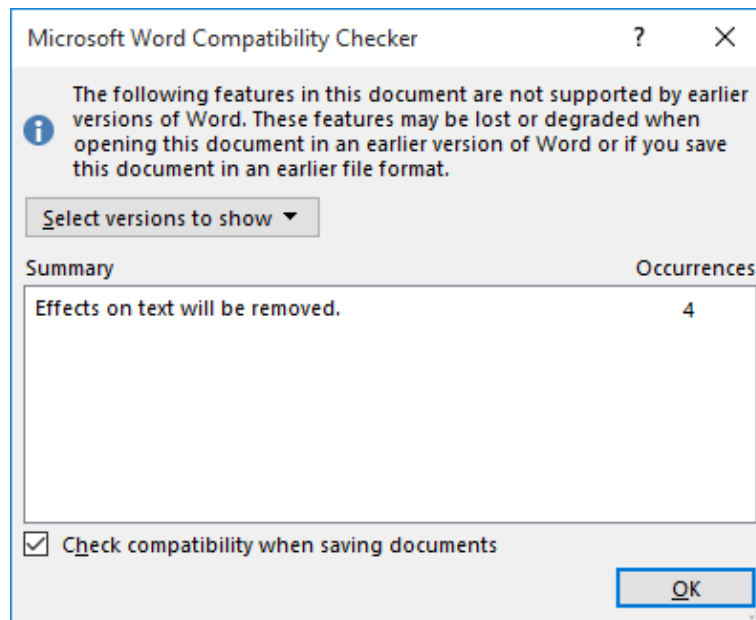 Microsoft Word Compatibility Checker ?
The following features in this document are not supported by earlier
versions of Word. These features may be lost or degraded when
opening this document in an earlier version of Word or if you save
this document in an earlier file format.
Select versions to show
Summary Occurrences
Effects on text will be removed. 4
Check compatibility when saving documents
OK